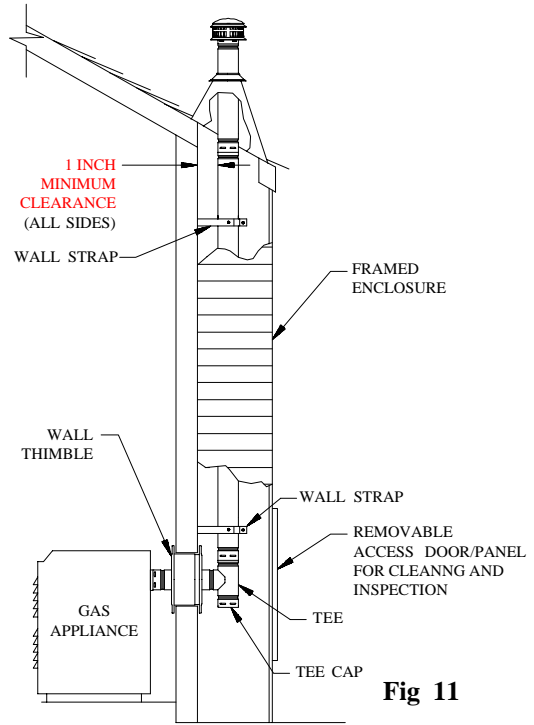 1 INCH
MINIMUM
CLEARANCE
(ALL SIDES)
WALL STRAP
FRAMED
ENCLOSURE
WALL
THIMBLE
WALL STRAP
REMOVABLE
ACCESS DOOR/PANEL
FOR CLEANNG AND
INSPECTION
GAS
APPLIANCE
TEE
TEE CAP
Fig 11